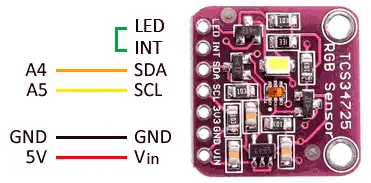 LED
INT
A4 SDA
A5 SCL
GND GND
5V Vin
LED
INT
SDA
SCL
3V3
GND
VIN
TCS34725
RGB Sensor